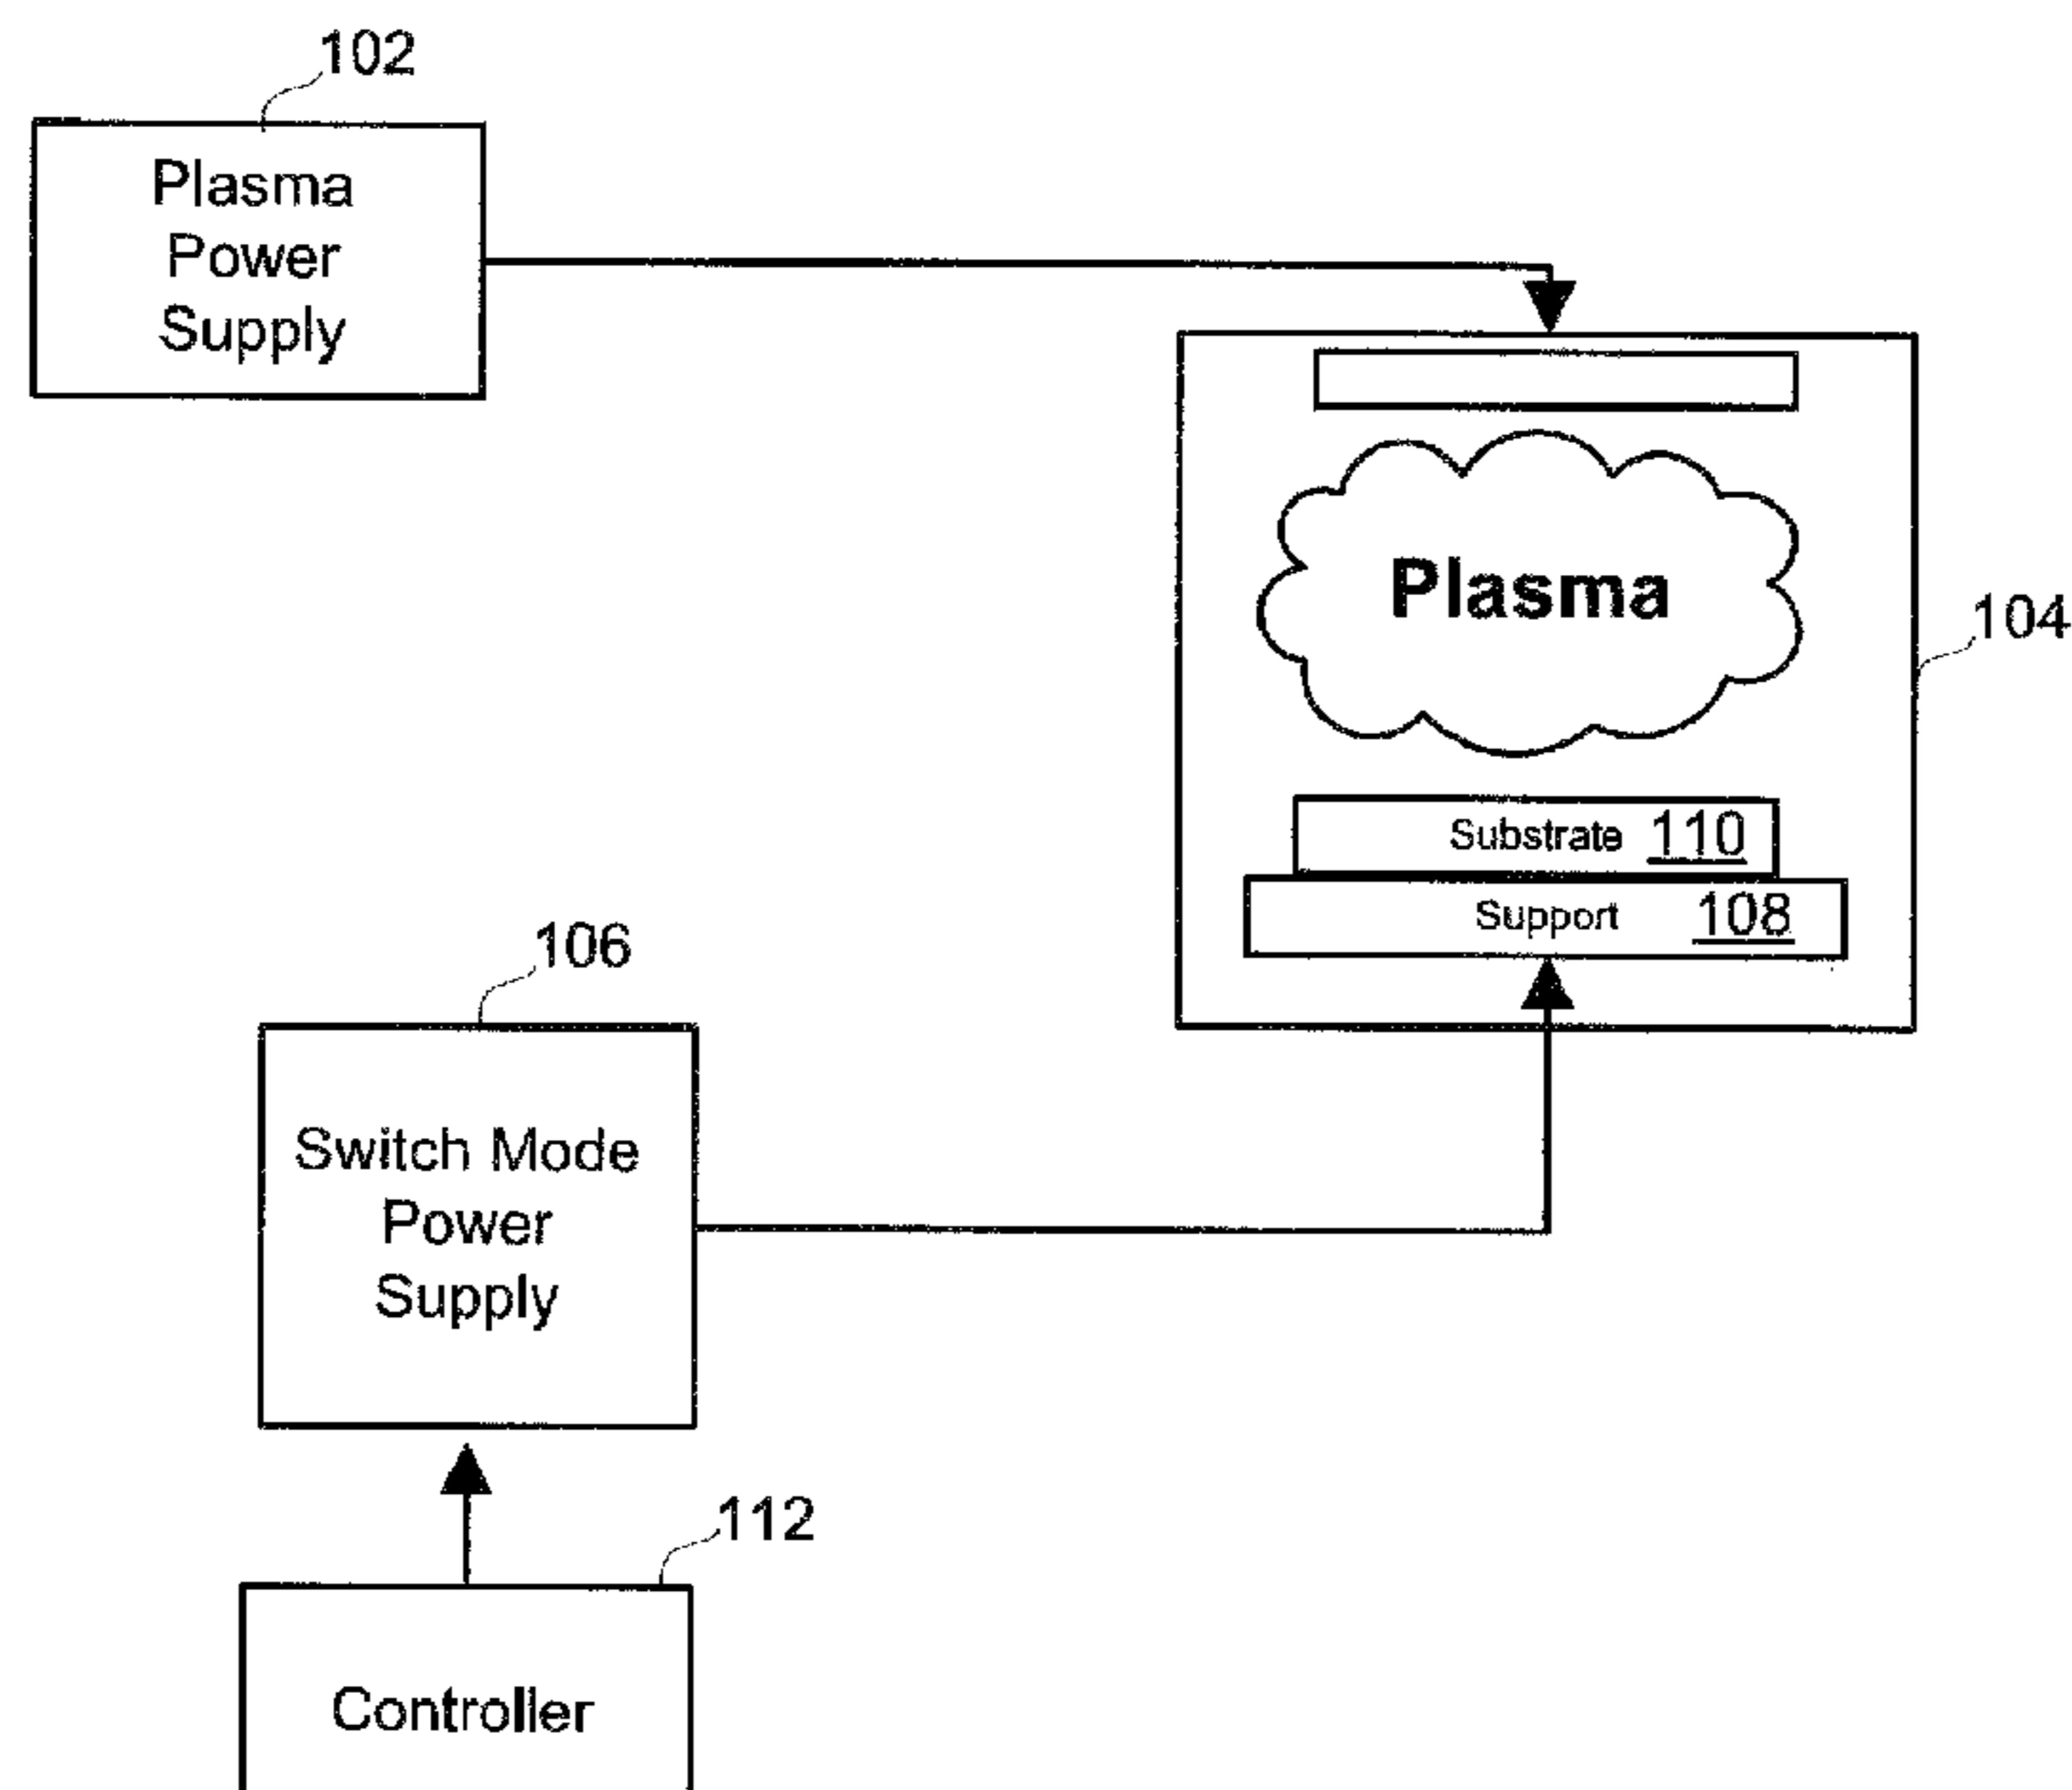 102
Plasma
Power
Supply
Plasma
104
Substrate 110
Support 108
106
Switch Mode
Power
Supply
112
Controller